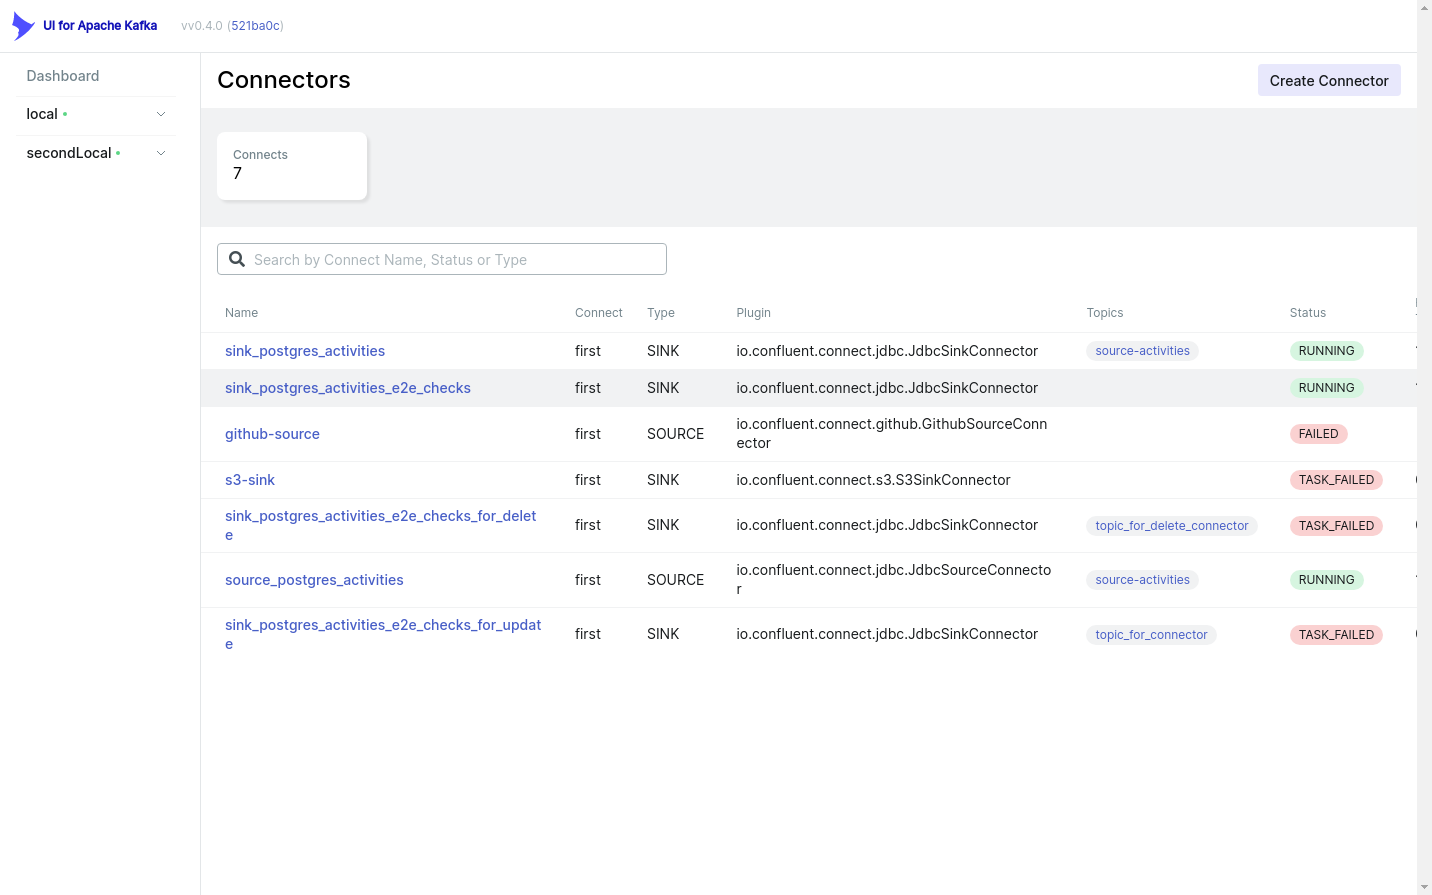 UI for Apache Kafka vv0.4.0 (521ba0c)
Dashboard
local
secondLocal
Connectors
Create Connector
Connects
7
Search by Connect Name, Status or Type
Name Connect Type Plugin Topics Status
sink_postgres_activities first SINK io.confluent.connect.jdbc.JdbcSinkConnector source-activities RUNNING
sink_postgres_activities_e2e_checks first SINK io.confluent.connect.jdbc.JdbcSinkConnector RUNNING
github-source first SOURCE io.confluent.connect.github.GithubSourceConn
ector FAILED
s3-sink first SINK io.confluent.connect.s3.S3SinkConnector TASK_FAILED
sink_postgres_activities_e2e_checks_for_delet
e first SINK io.confluent.connect.jdbc.JdbcSinkConnector topic_for_delete_connector TASK_FAILED
source_postgres_activities first SOURCE io.confluent.connect.jdbc.JdbcSourceConnecto
r source-activities RUNNING
sink_postgres_activities_e2e_checks_for_updat
e first SINK io.confluent.connect.jdbc.JdbcSinkConnector topic_for_connector TASK_FAILED